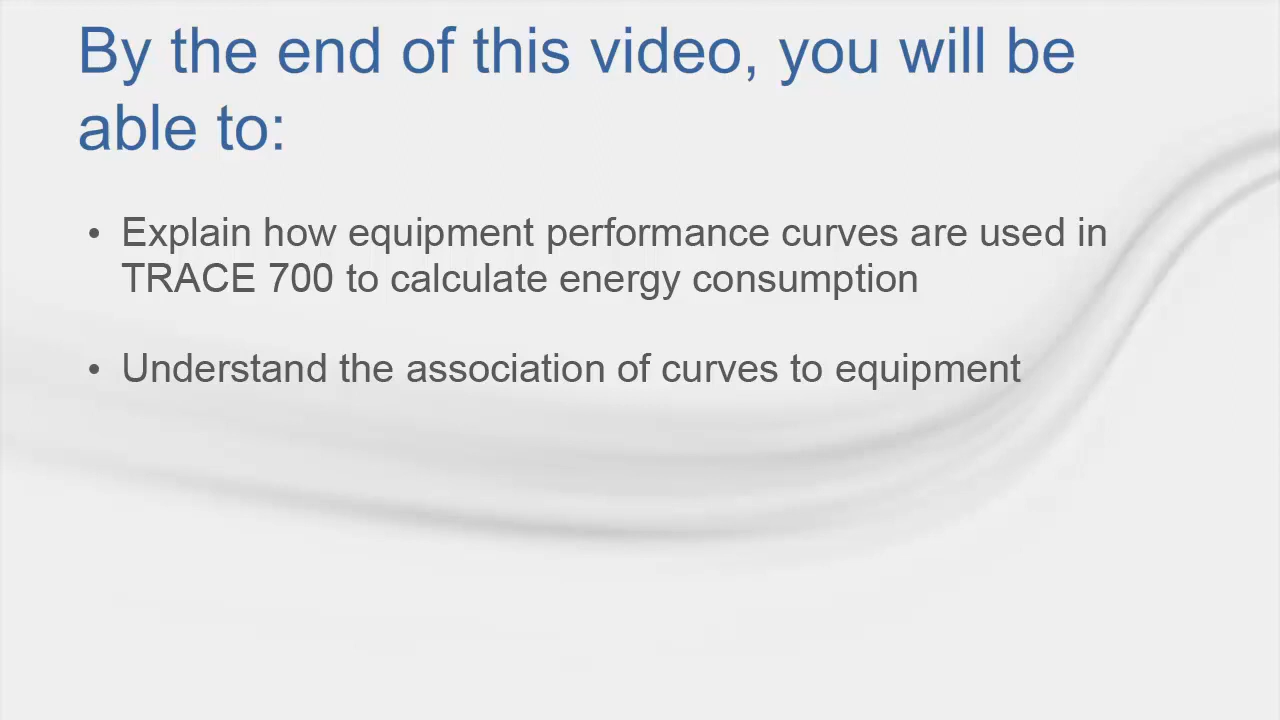 By the end of this video, you will be
able to:
• Explain how equipment performance curves are used in
TRACE 700 to calculate energy consumption
• Understand the association of curves to equipment